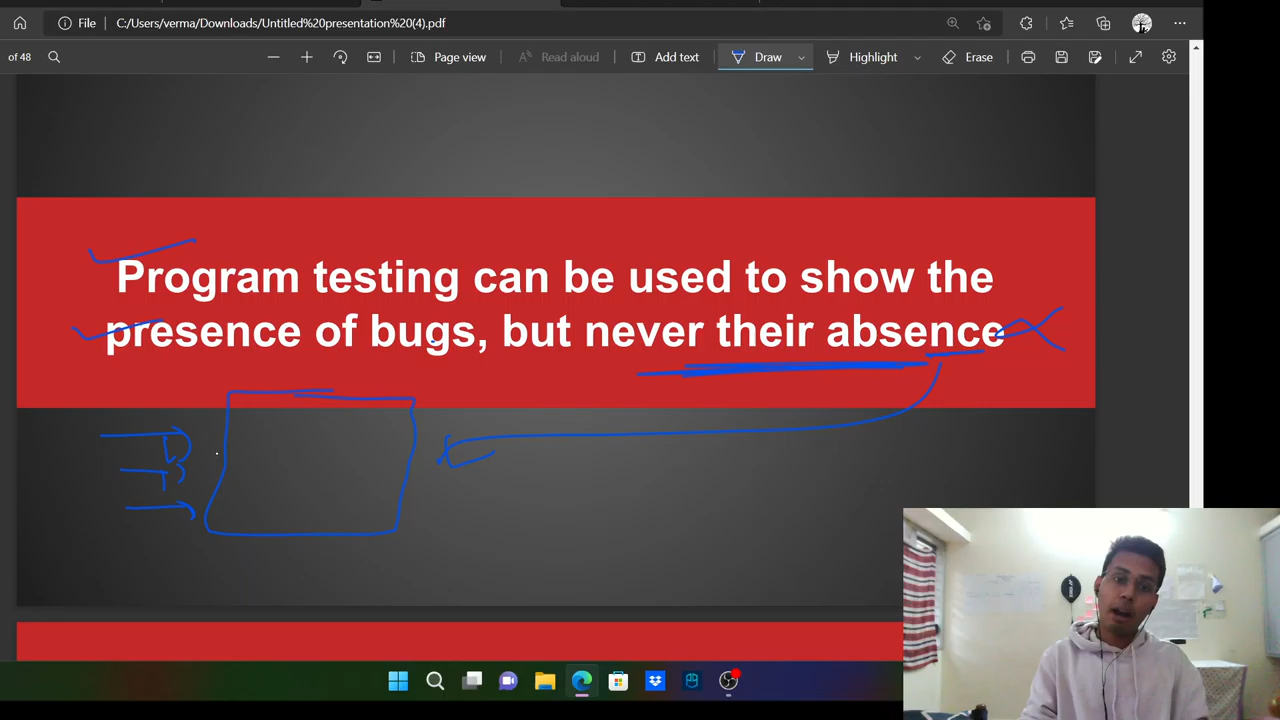 File C:/Users/verma/Downloads/Untitled%20presentation%20(4).pdf
of 48 Page view Read aloud Add text Draw Highlight Erase
Program testing can be used to show the
presence of bugs, but never their absence